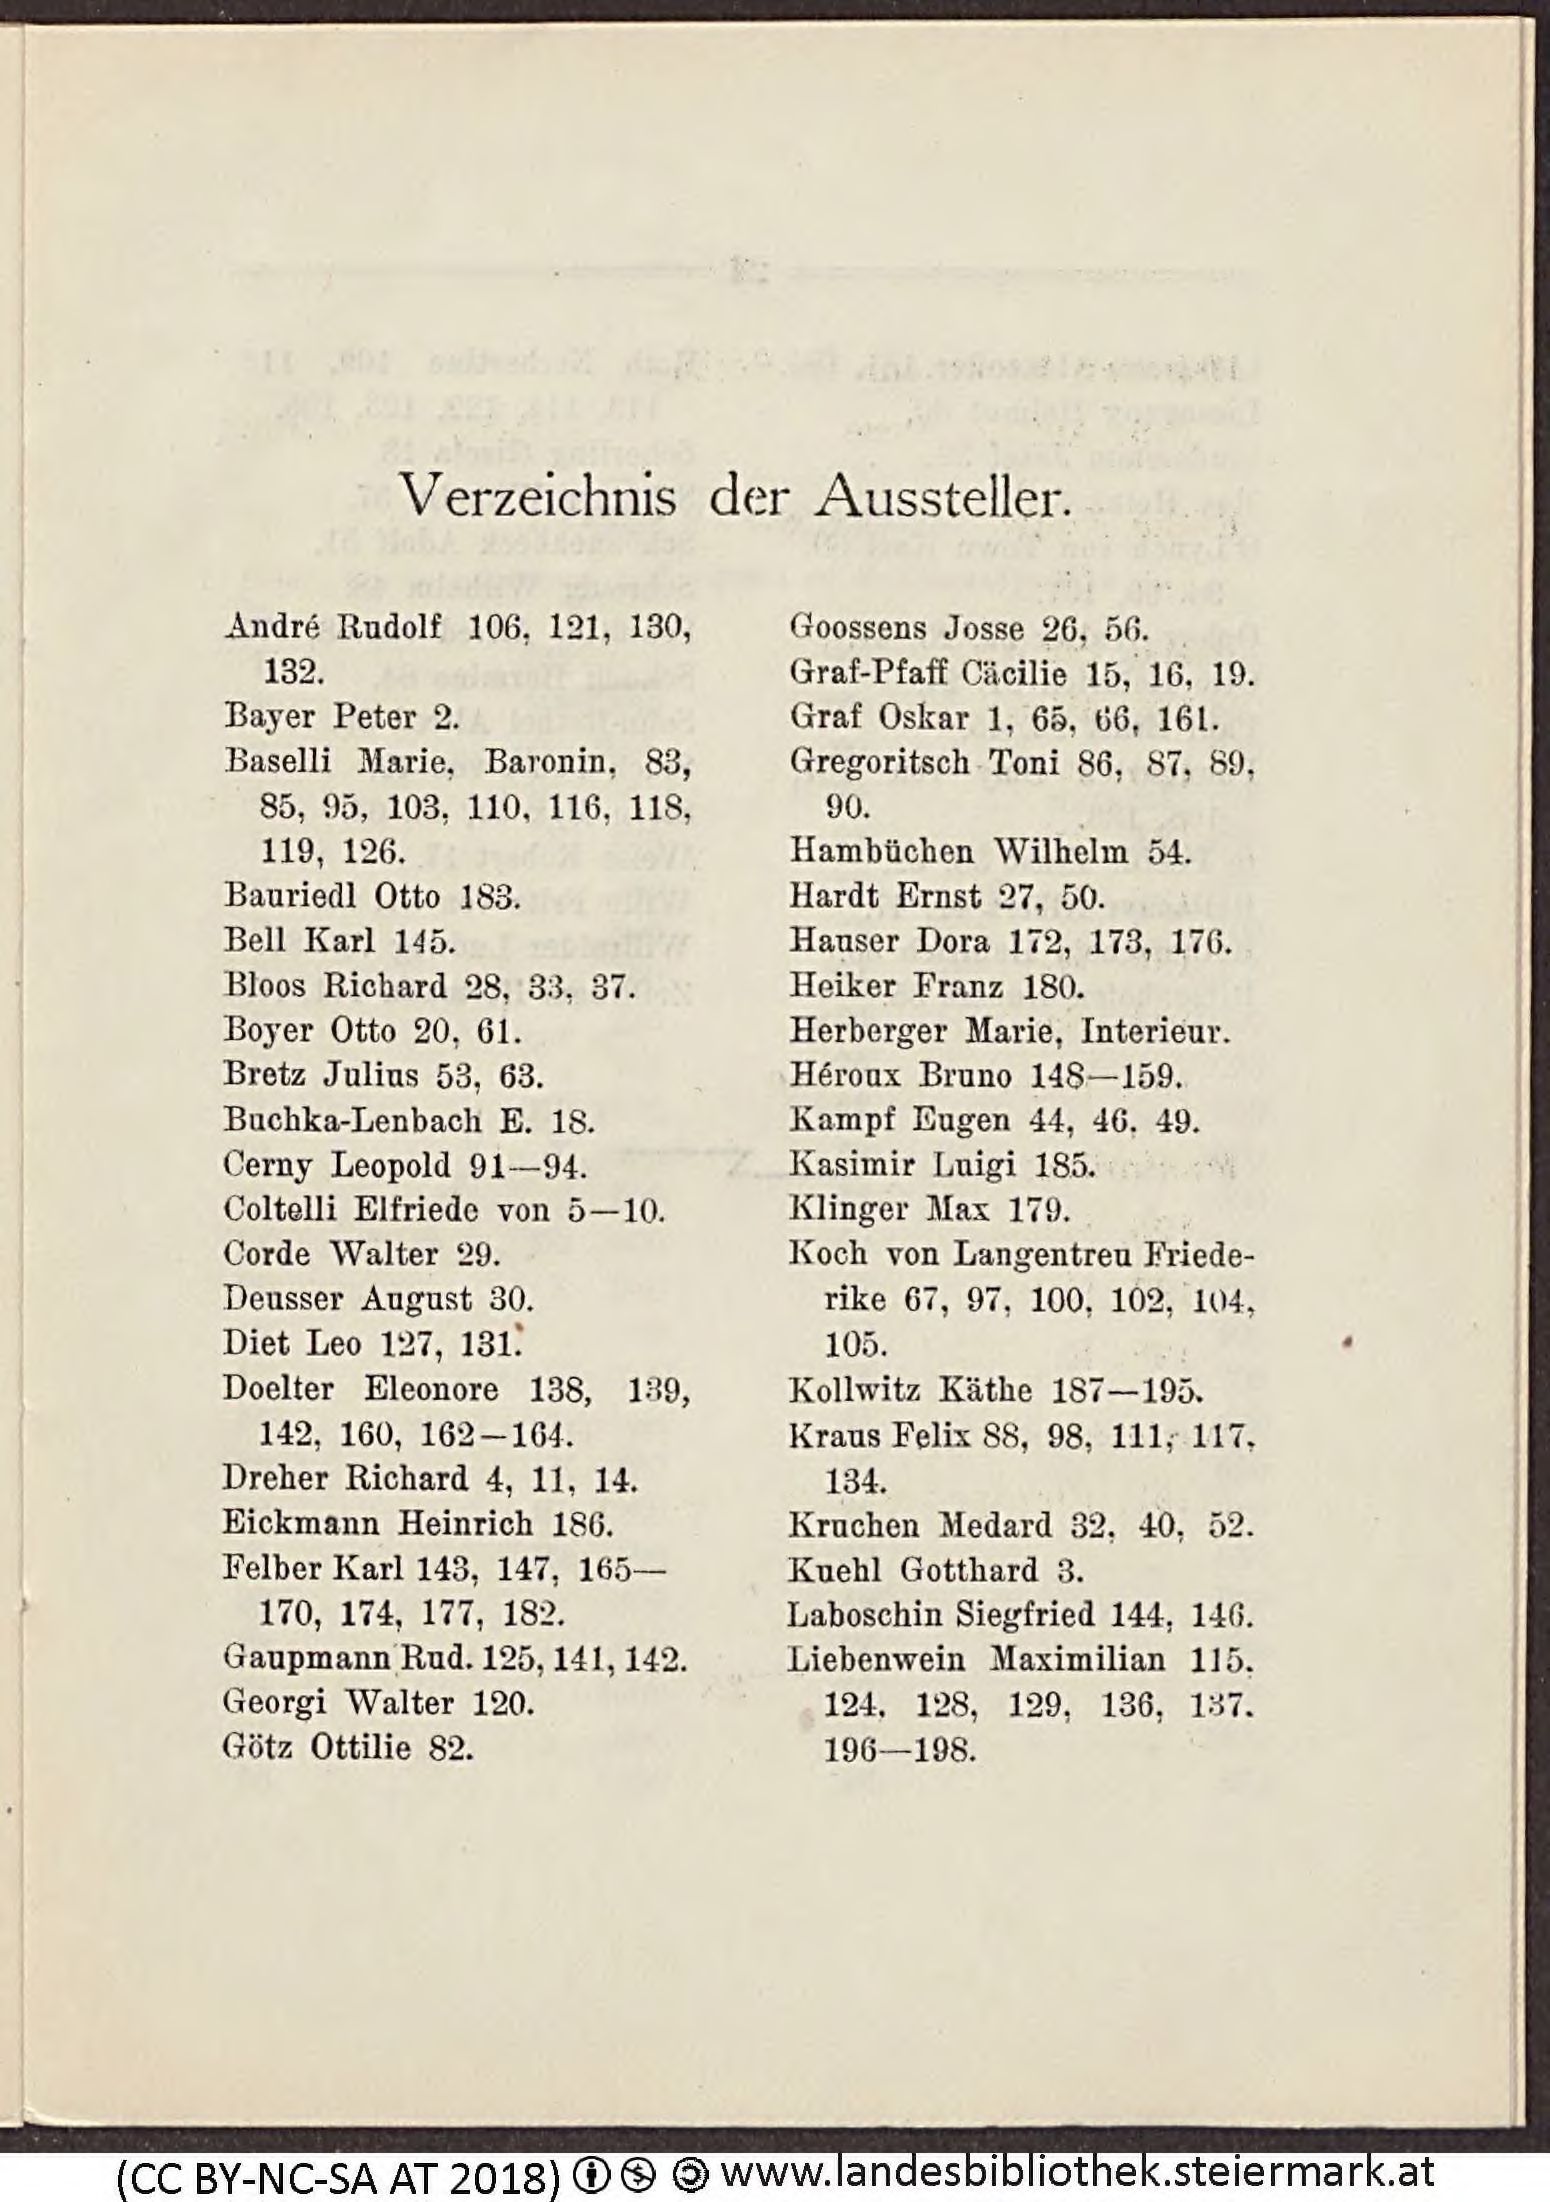 Verzeichnis der Aussteller.
André Rudolf 106, 121, 130,
132.
Bayer Peter 2.
Baselli Marie, Baronin, 83,
85, 95, 103, 110, 116, 118,
119, 126.
Bauriedl Otto 183.
Bell Karl 145.
Bloos Richard 28, 33, 37.
Boyer Otto 20, 61.
Bretz Julius 53, 63.
Buchka-Lenbach E. 18.
Cerny Leopold 91—94.
Coltelli Elfriede von 5—10.
Corde Walter 29.
Deusser August 30.
Diet Leo 127, 131.
Doelter Eleonore 138, 139,
142, 160, 162—164.
Dreher Richard 4, 11, 14.
Eickmann Heinrich 186.
Felber Karl 143, 147, 165—
170, 174, 177, 182.
Gaupmann Rud. 125, 141, 142.
Georgi Walter 120.
Götz Ottilie 82.
Goossens Josse 26, 56.
Graf-Pfaff Cäcilie 15, 16, 19.
Graf Oskar 1, 65, 66, 161.
Gregoritsch Toni 86, 87, 89,
90.
Hambüchen Wilhelm 54.
Hardt Ernst 27, 50.
Hauser Dora 172, 173, 176.
Heiker Franz 180.
Herberger Marie, Interieur.
Héroux Bruno 148—159.
Kampf Eugen 44, 46, 49.
Kasimir Luigi 185.
Klinger Max 179.
Koch von Langentreu Friede-
rike 67, 97, 100, 102, 104,
105.
Kollwitz Käthe 187—195.
Kraus Felix 88, 98, 111, 117,
134.
Kruchen Medard 32, 40, 52.
Kuehl Gotthard 3.
Laboschin Siegfried 144, 146.
Liebenwein Maximilian 115,
124, 128, 129, 136, 137,
196—198.
(CC BY-NC-SA AT 2018) www.landesbibliothek.steiermark.at